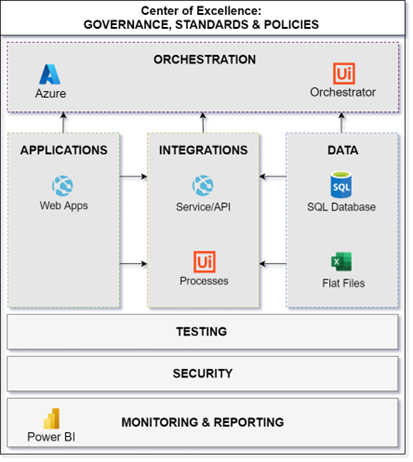 Center of Excellence:
GOVERNANCE, STANDARDS & POLICIES
ORCHESTRATION
Azure
Ui
Orchestrator
APPLICATIONS
INTEGRATIONS
DATA
Web Apps
Service/API
SQL
SQL Database
Ui
Processes
X
Flat Files
TESTING
SECURITY
MONITORING & REPORTING
Power BI